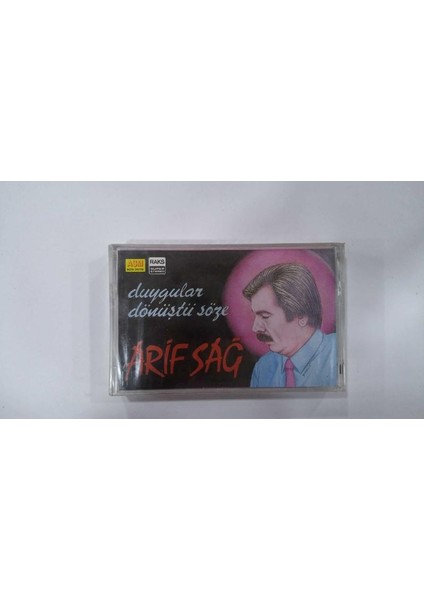 RAKS
duygular
dönüştü söze
ARİF SAĞ